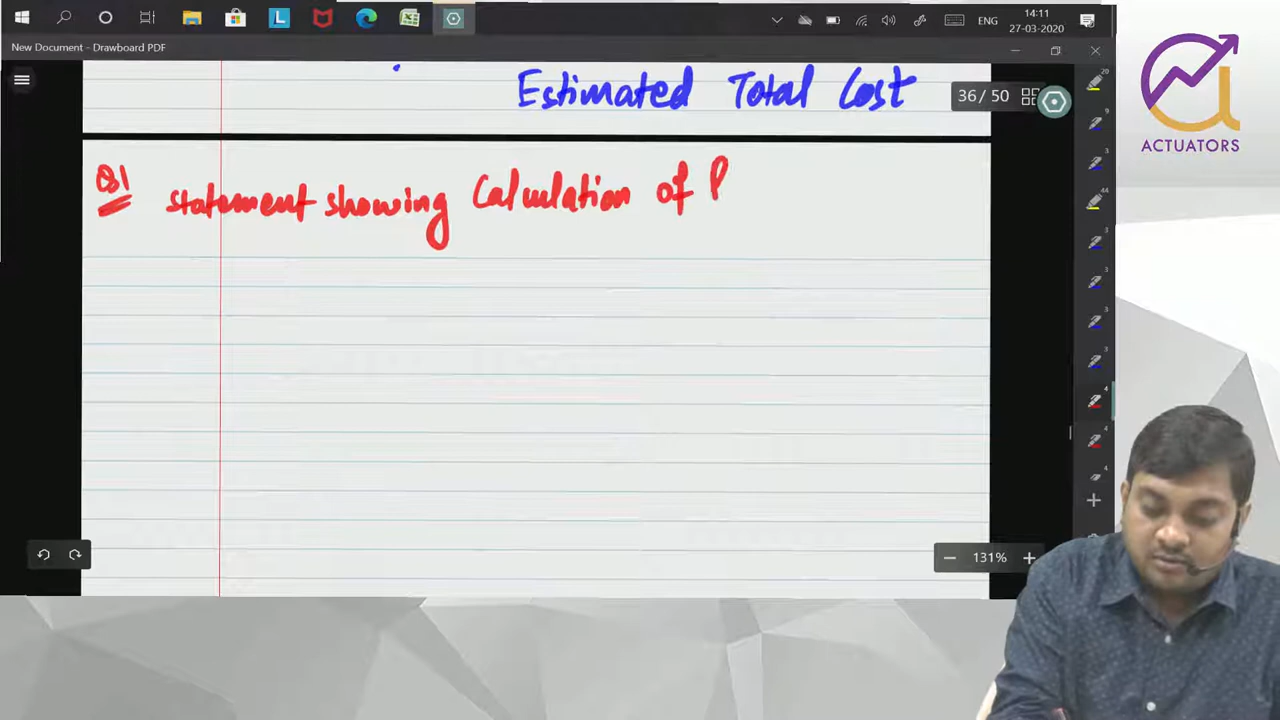 14:11
ENG
27-03-2020
New Document - Drawboard PDF
Estimated Total Cost
36 / 50
ACTUATORS
Q1 statement showing Calculation of P
131%